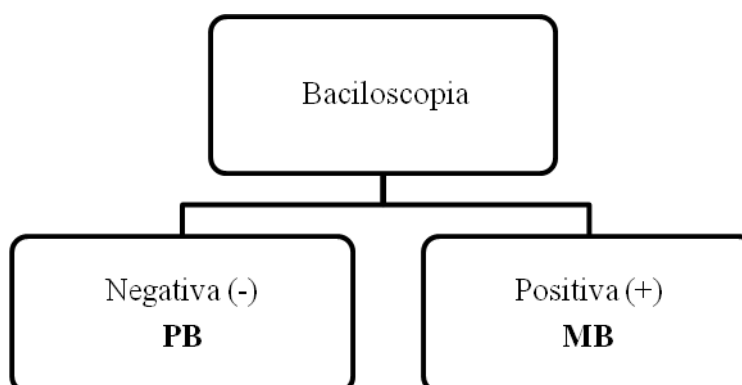 Baciloscopia
Negativa (-)
PB
Positiva (+)
MB